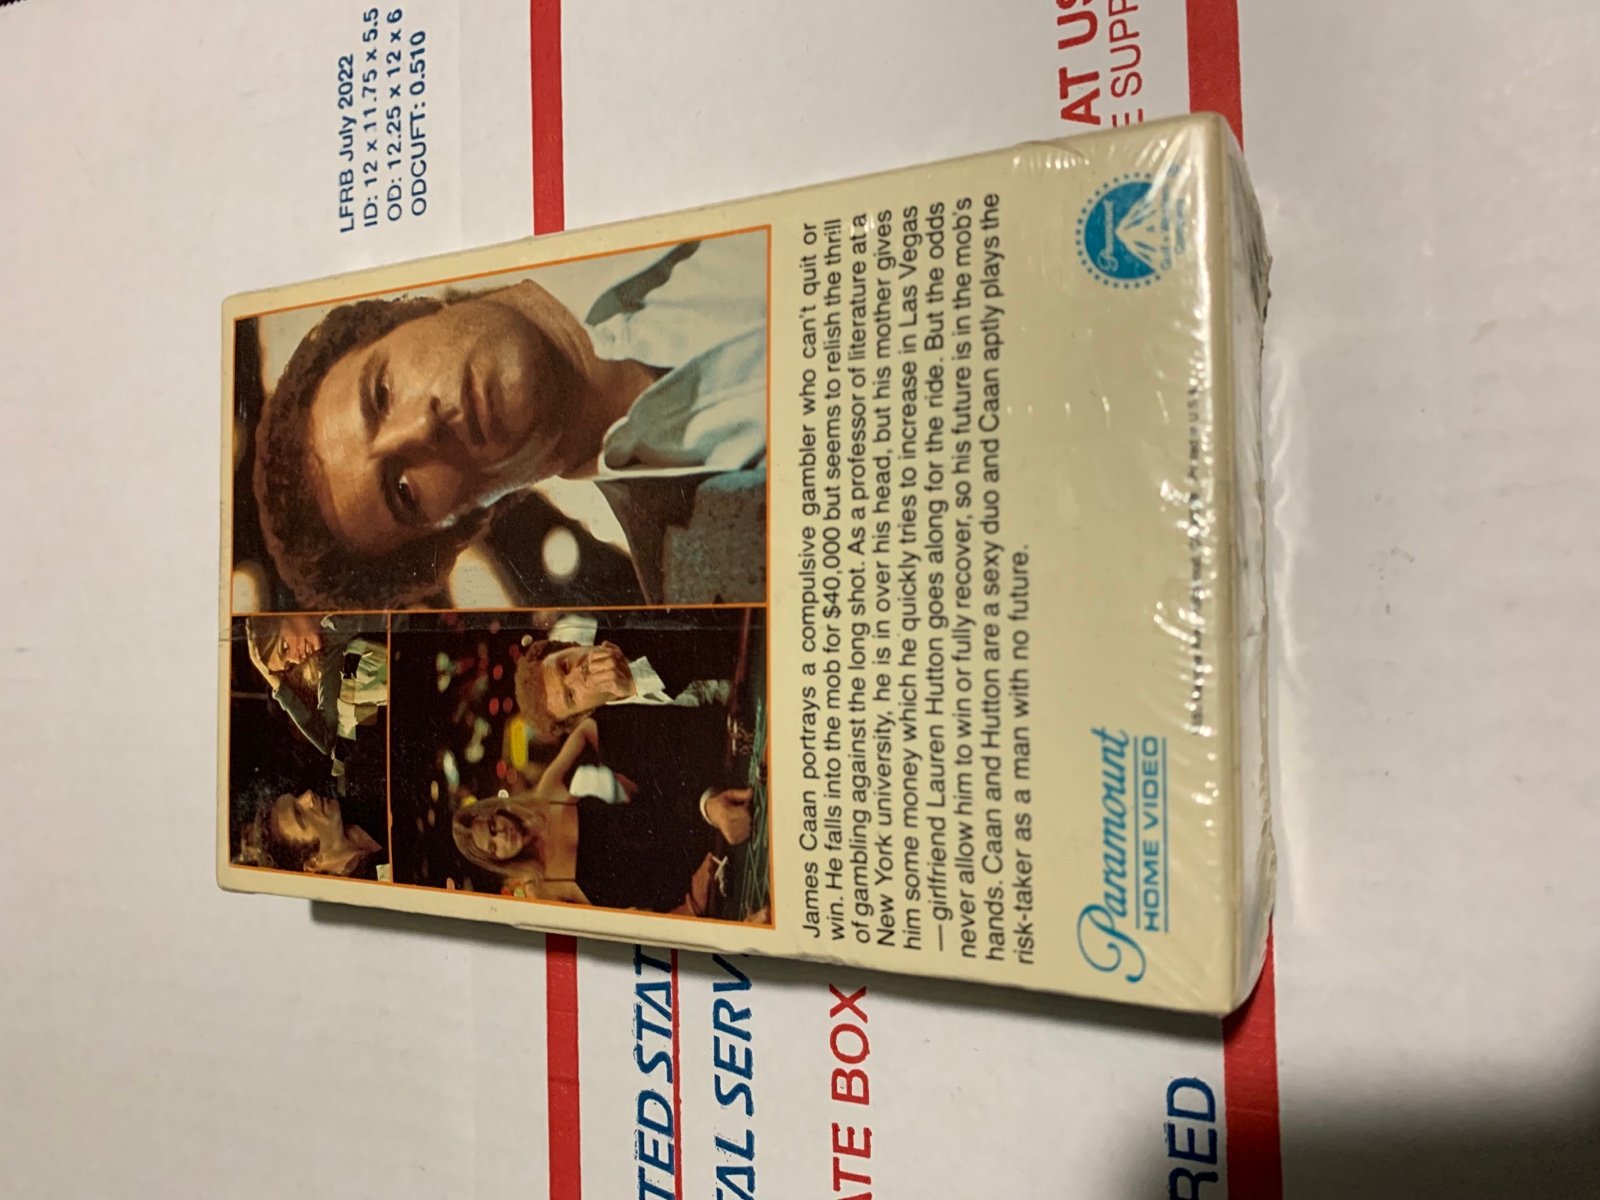 LFRB July 2022
ID: 12 x 11.75 x 5.5
OD: 12.25 x 12 x 6
ODCUFT: 0.510
James Caan portrays a compulsive gambler who can't quit or
win. He falls into the mob for $40,000 but seems to relish the thrill
of gambling against the long shot. As a professor of literature at a
New York university, he is in over his head, but his mother gives
him some money which he quickly tries to increase in Las Vegas
—girlfriend Lauren Hutton goes along for the ride. But the odds
never allow him to win or fully recover, so his future is in the mob's
hands. Caan and Hutton are a sexy duo and Caan aptly plays the
risk-taker as a man with no future.
Paramount
HOME VIDEO
Paramount
TED STAT
TAL SERV
ATE BOX
RED
AT US
E SUPP